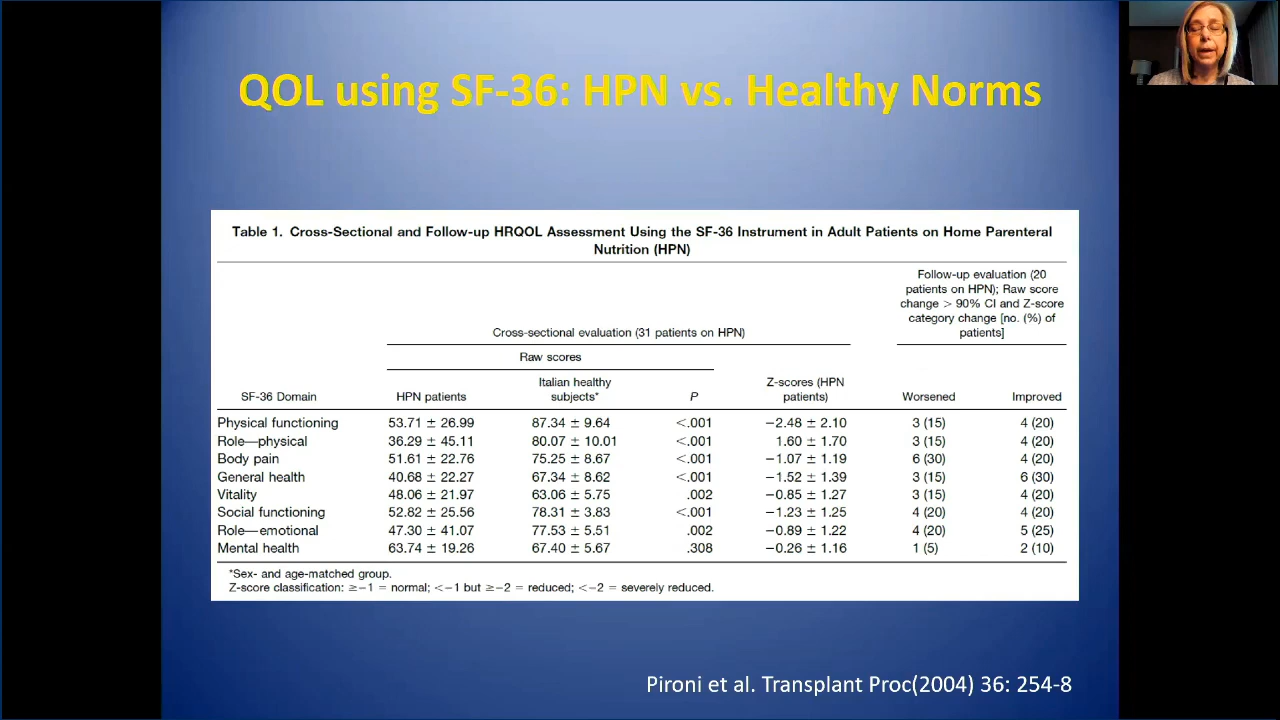 QOL using SF-36: HPN vs. Healthy Norms
Table 1. Cross-Sectional and Follow-up HRQOL Assessment Using the SF-36 Instrument in Adult Patients on Home Parenteral
Nutrition (HPN)
Follow-up evaluation (20
patients on HPN); Raw score
change > 90% CI and Z-score
category change [no. (%) of
patients]
Cross-sectional evaluation (31 patients on HPN)
Raw scores
SF-36 Domain HPN patients Italian healthy subjects* P Z-scores (HPN patients) Worsened Improved
Physical functioning 53.71 ± 26.99 87.34 ± 9.64 <.001 −2.48 ± 2.10 3 (15) 4 (20)
Role—physical 36.29 ± 45.11 80.07 ± 10.01 <.001 1.60 ± 1.70 3 (15) 4 (20)
Body pain 51.61 ± 22.76 75.25 ± 8.67 <.001 −1.07 ± 1.19 6 (30) 4 (20)
General health 40.68 ± 22.27 67.34 ± 8.62 <.001 −1.52 ± 1.39 3 (15) 6 (30)
Vitality 48.06 ± 21.97 63.06 ± 5.75 .002 −0.85 ± 1.27 3 (15) 4 (20)
Social functioning 52.82 ± 25.56 78.31 ± 3.83 <.001 −1.23 ± 1.25 4 (20) 4 (20)
Role—emotional 47.30 ± 41.07 77.53 ± 5.51 .002 −0.89 ± 1.22 4 (20) 5 (25)
Mental health 63.74 ± 19.26 67.40 ± 5.67 .308 −0.26 ± 1.16 1 (5) 2 (10)
*Sex- and age-matched group.
Z-score classification: ≥−1 = normal; <−1 but ≥−2 = reduced; <−2 = severely reduced.
Pironi et al. Transplant Proc(2004) 36: 254-8